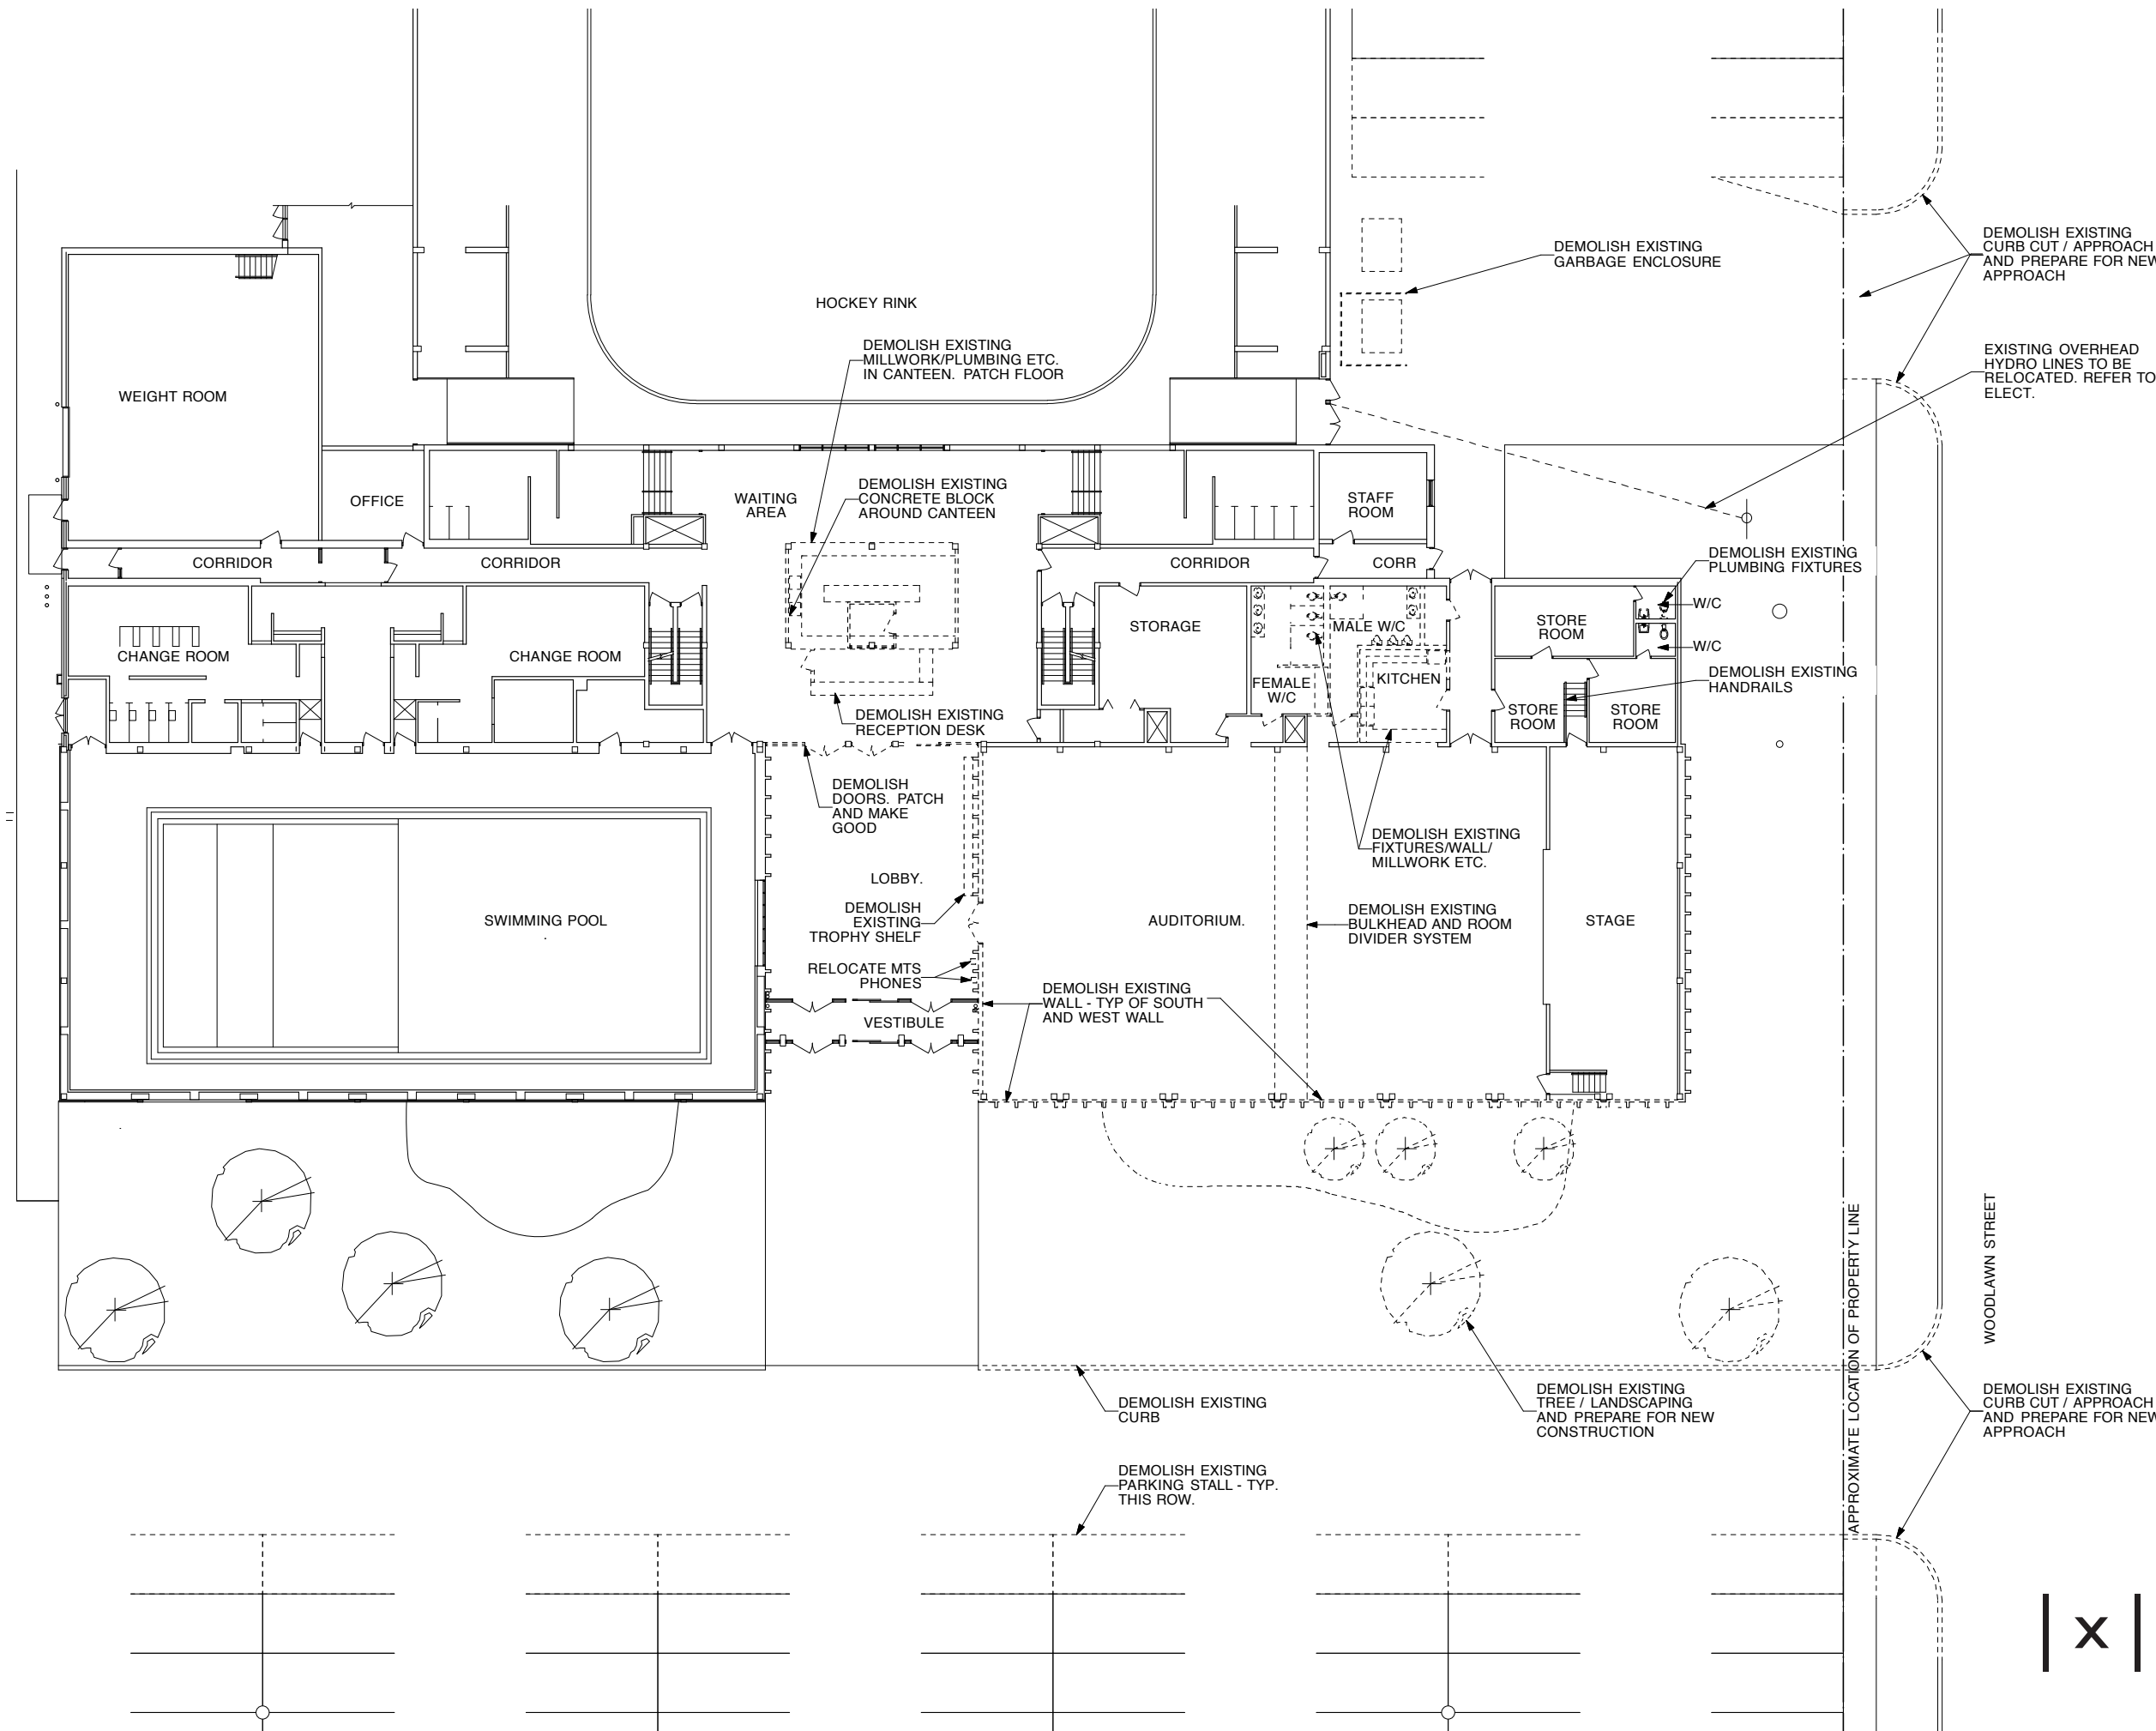 DEMOLISH EXISTING
CURB CUT / APPROACH
AND PREPARE FOR NEW
APPROACH
DEMOLISH EXISTING
GARBAGE ENCLOSURE
HOCKEY RINK
DEMOLISH EXISTING
MILLWORK/PLUMBING ETC.
IN CANTEEN. PATCH FLOOR
EXISTING OVERHEAD
HYDRO LINES TO BE
RELOCATED. REFER TO
ELECT.
WEIGHT ROOM
OFFICE
WAITING
AREA
DEMOLISH EXISTING
CONCRETE BLOCK
AROUND CANTEEN
STAFF
ROOM
CORRIDOR
CORRIDOR
CORRIDOR
CORR
DEMOLISH EXISTING
PLUMBING FIXTURES
W/C
W/C
STORAGE
MALE W/C
STORE
ROOM
CHANGE ROOM
CHANGE ROOM
FEMALE
W/C
KITCHEN
DEMOLISH EXISTING
HANDRAILS
STORE
ROOM
STORE
ROOM
DEMOLISH EXISTING
RECEPTION DESK
DEMOLISH
DOORS. PATCH
AND MAKE
GOOD
DEMOLISH EXISTING
FIXTURES/WALL/
MILLWORK ETC.
LOBBY.
DEMOLISH
EXISTING
TROPHY SHELF
SWIMMING POOL
AUDITORIUM.
DEMOLISH EXISTING
BULKHEAD AND ROOM
DIVIDER SYSTEM
STAGE
RELOCATE MTS
PHONES
DEMOLISH EXISTING
WALL - TYP OF SOUTH
AND WEST WALL
VESTIBULE
APPROXIMATE LOCATION OF PROPERTY LINE
WOODLAWN STREET
DEMOLISH EXISTING
CURB
DEMOLISH EXISTING
TREE / LANDSCAPING
AND PREPARE FOR NEW
CONSTRUCTION
DEMOLISH EXISTING
CURB CUT / APPROACH
AND PREPARE FOR NEW
APPROACH
DEMOLISH EXISTING
PARKING STALL - TYP.
THIS ROW.
| x |